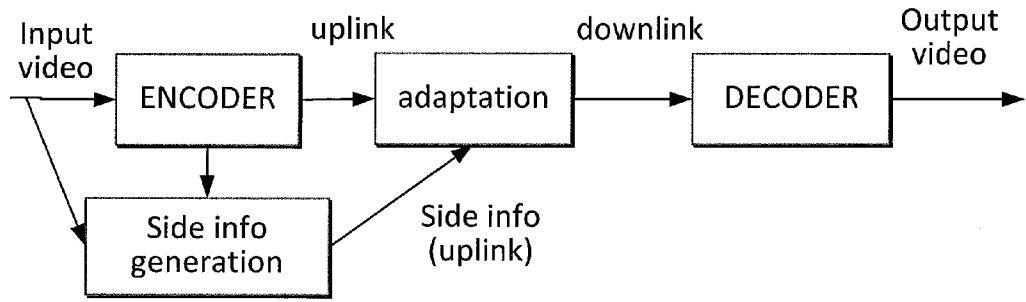 Input
video
uplink
downlink
Output
video
ENCODER
adaptation
DECODER
Side info
generation
Side info
(uplink)